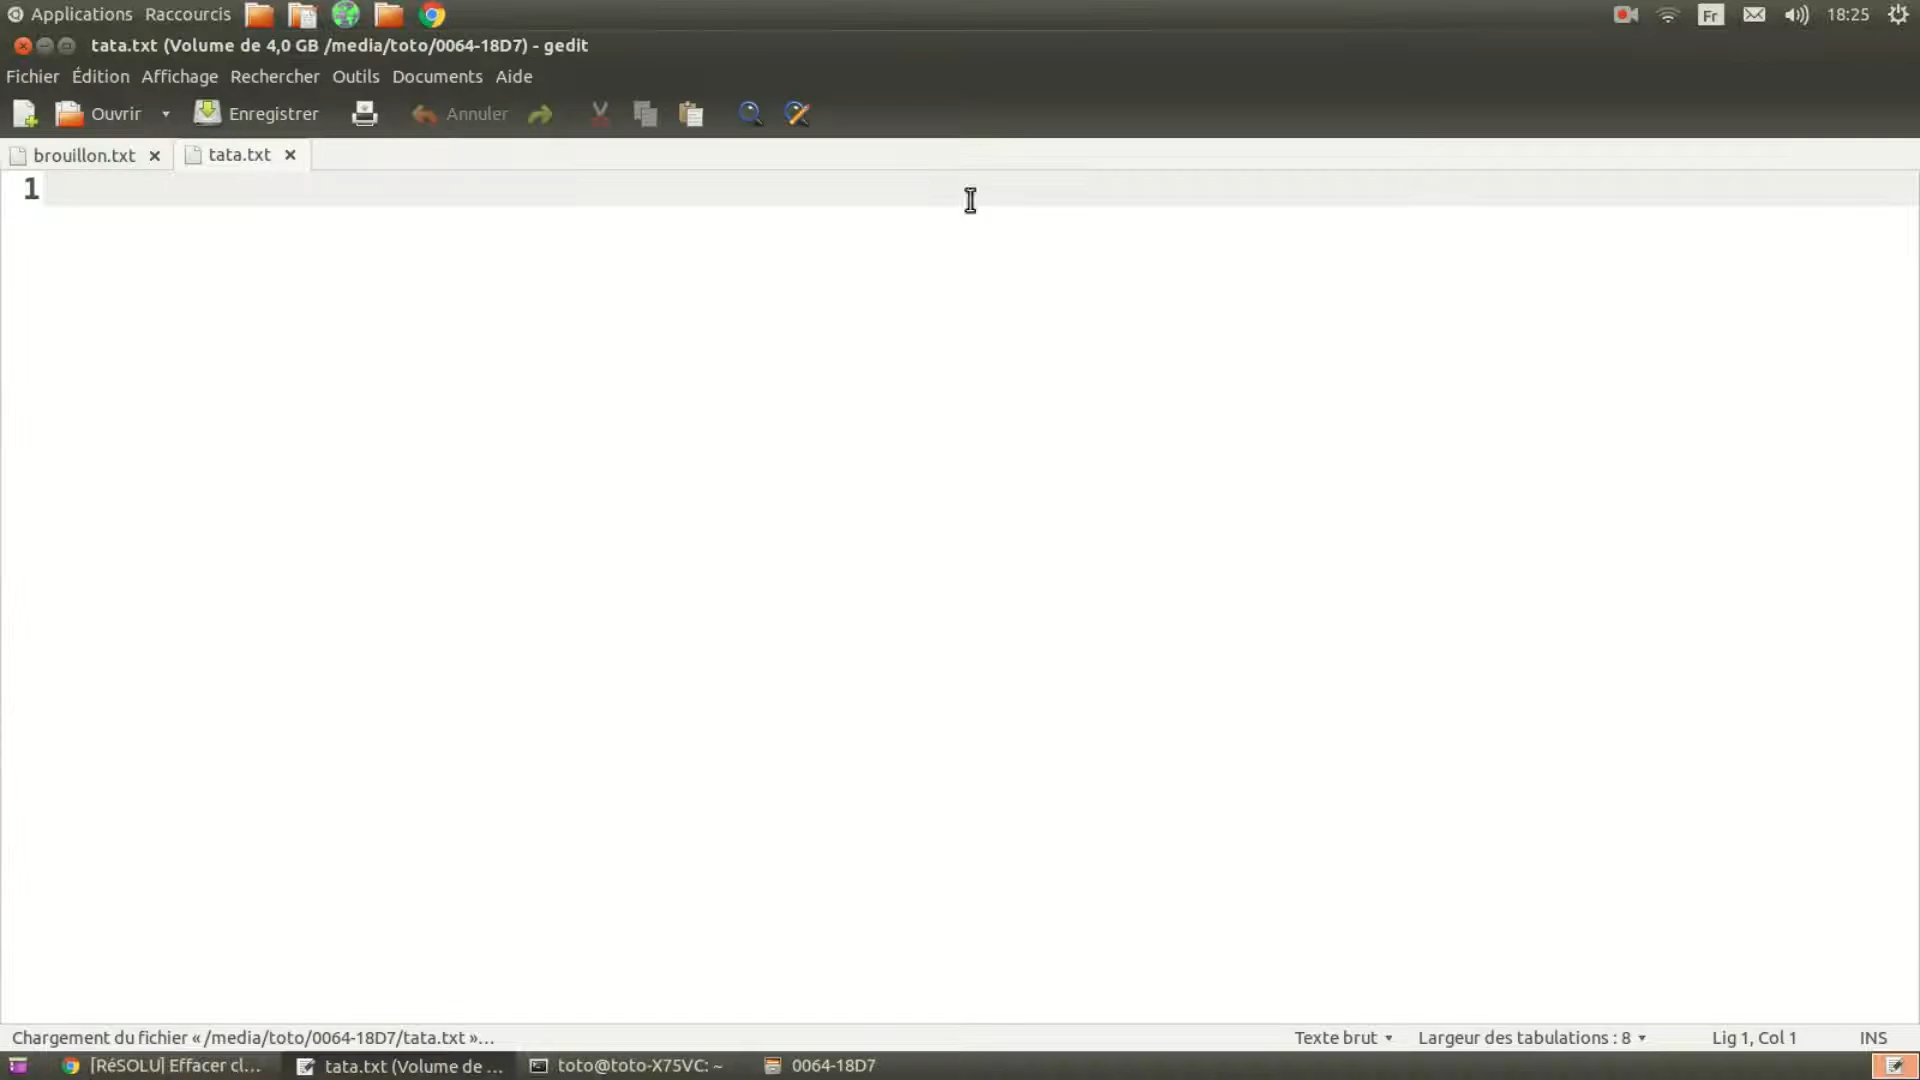 Applications Raccourcis Fr 18:25
tata.txt (Volume de 4,0 GB /media/toto/0064-18D7) - gedit
Fichier Édition Affichage Rechercher Outils Documents Aide
Ouvrir Enregistrer Annuler
brouillon.txt tata.txt
1
Chargement du fichier « /media/toto/0064-18D7/tata.txt »… Texte brut Largeur des tabulations : 8 Lig 1, Col 1 INS
[RéSOLU] Effacer cl... tata.txt (Volume de ... toto@toto-X75VC: ~ 0064-18D7